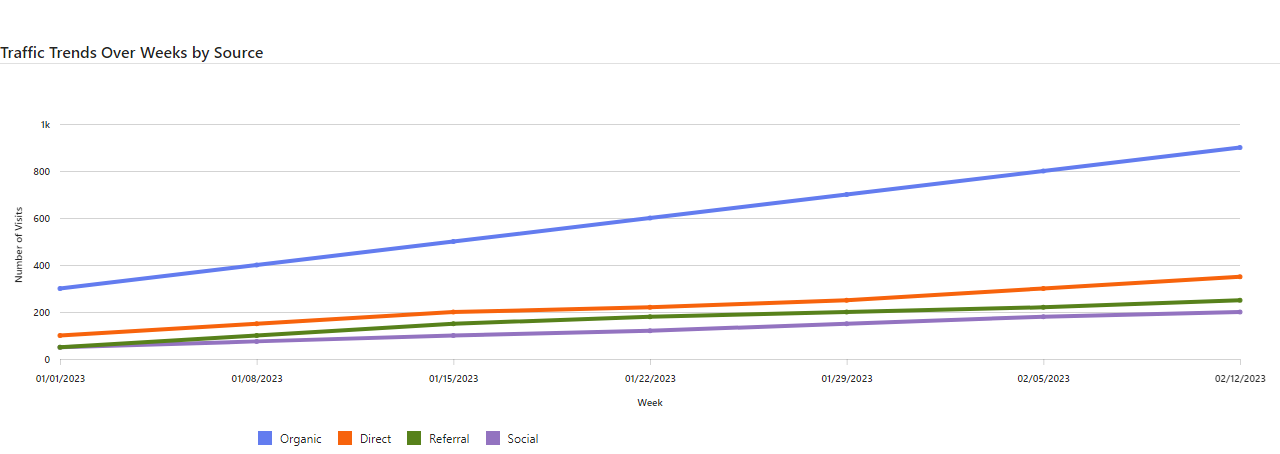 Traffic Trends Over Weeks by Source
1k
800
600
400
200
0
Number of Visits
01/01/2023 01/08/2023 01/15/2023 01/22/2023 01/29/2023 02/05/2023 02/12/2023
Week
Organic Direct Referral Social